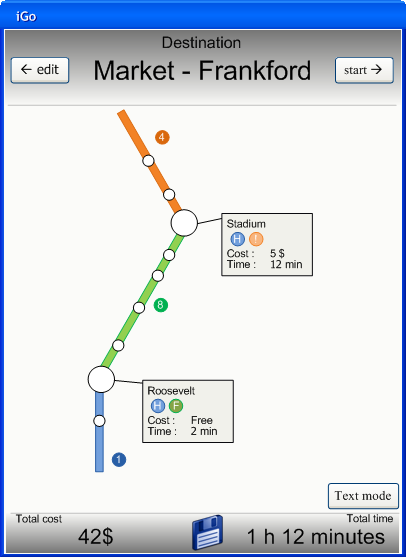 iGo
Destination
← edit
Market - Frankford
start →
4
Stadium
H !
Cost : 5 $
Time : 12 min
8
Roosevelt
H F
Cost : Free
Time : 2 min
1
Text mode
Total cost
Total time
42$
1 h 12 minutes